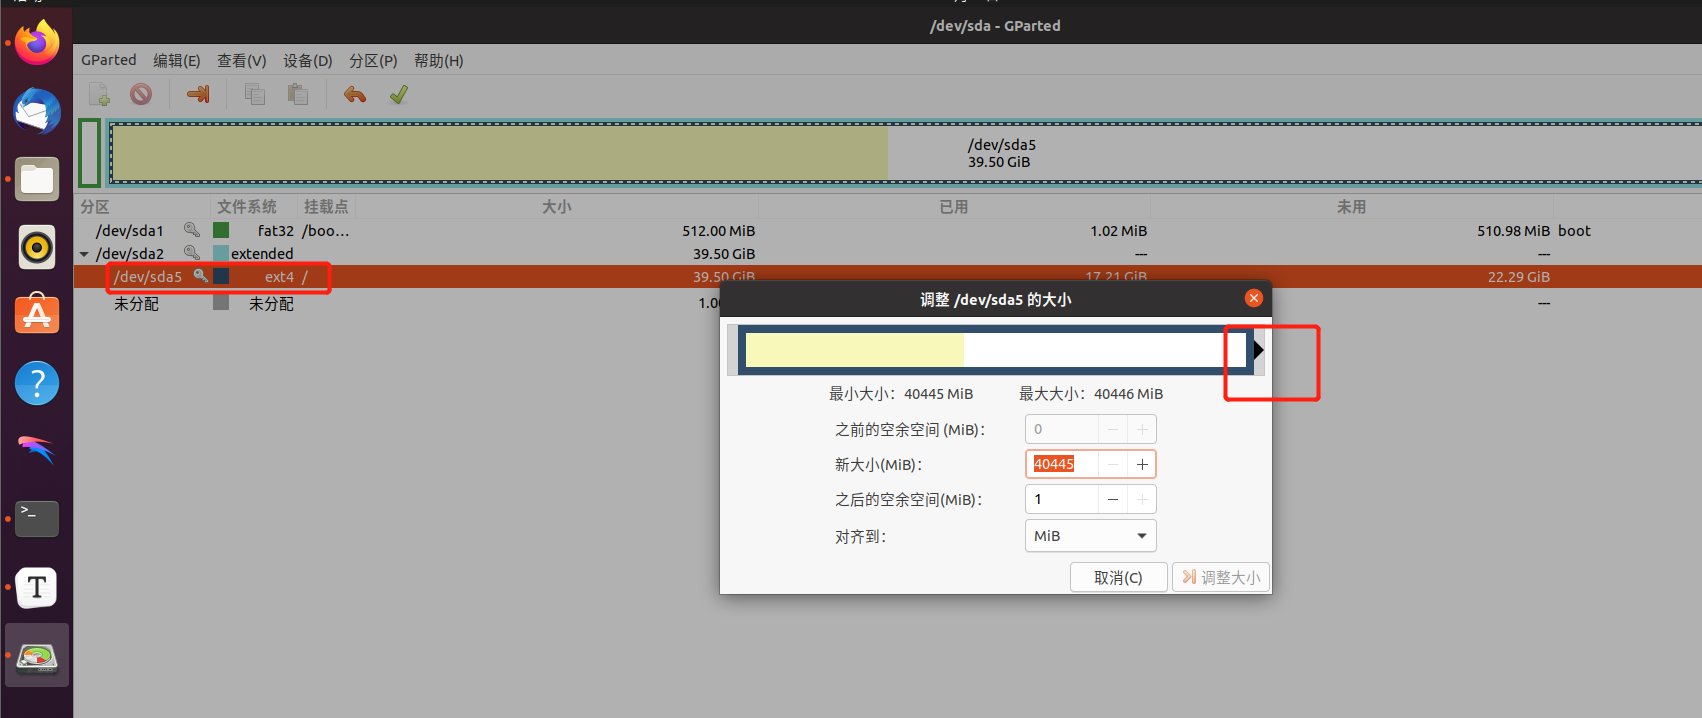 /dev/sda - GParted
GParted 编辑(E) 查看(V) 设备(D) 分区(P) 帮助(H)
/dev/sda5
39.50 GiB
分区 文件系统 挂载点 大小 已用 未用
/dev/sda1 fat32 /boo... 512.00 MiB 1.02 MiB 510.98 MiB boot
/dev/sda2 extended 39.50 GiB --- ---
/dev/sda5 ext4 / 39.50 GiB 17.21 GiB 22.29 GiB
未分配 未分配 1.0 ---
调整 /dev/sda5 的大小
最小大小：40445 MiB 最大大小：40446 MiB
之前的空余空间 (MiB)： 0
新大小(MiB)： 40445
之后的空余空间(MiB)： 1
对齐到： MiB
取消(C) 调整大小